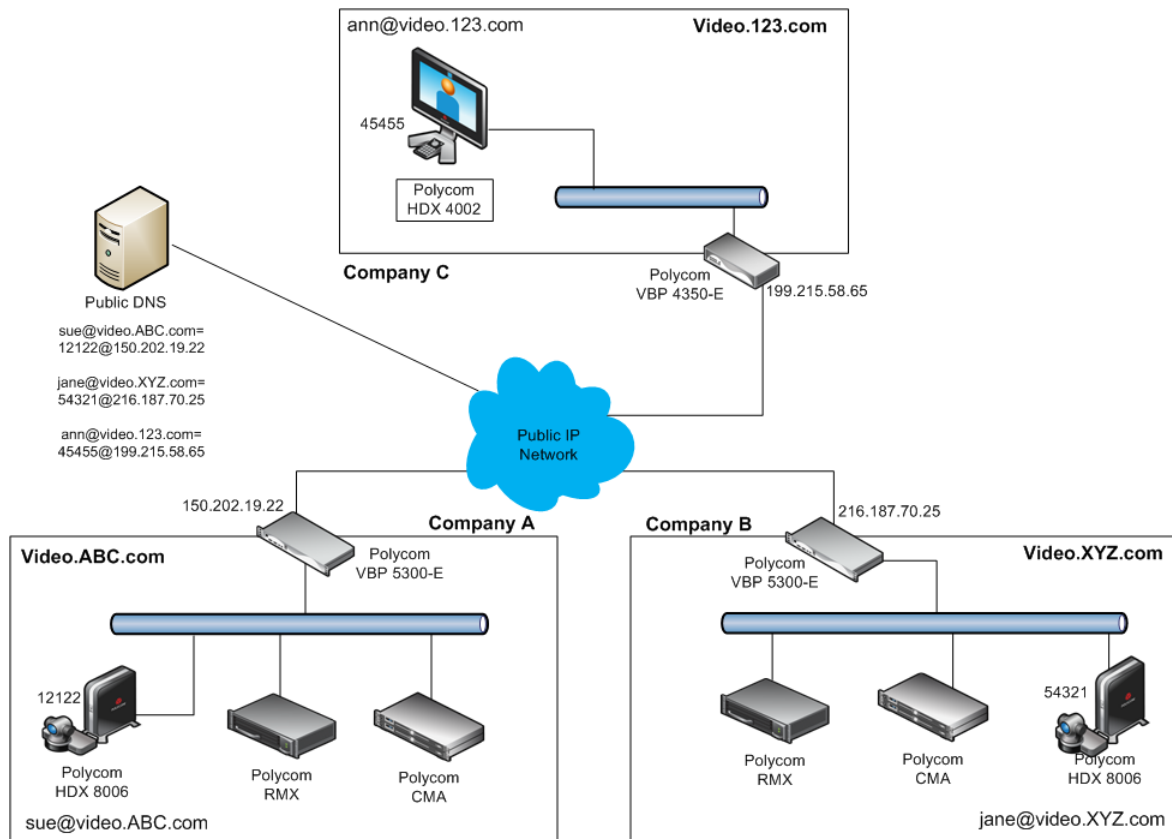 ann@video.123.com
Video.123.com
45455
Polycom
HDX 4002
Company C
Polycom
VBP 4350-E
199.215.58.65
Public DNS
sue@video.ABC.com=
12122@150.202.19.22
jane@video.XYZ.com=
54321@216.187.70.25
ann@video.123.com=
45455@199.215.58.65
Public IP
Network
150.202.19.22
Company A
Video.ABC.com
Polycom
VBP 5300-E
12122
Polycom
HDX 8006
Polycom
RMX
Polycom
CMA
sue@video.ABC.com
216.187.70.25
Company B
Video.XYZ.com
Polycom
VBP 5300-E
54321
Polycom
RMX
Polycom
CMA
Polycom
HDX 8006
jane@video.XYZ.com